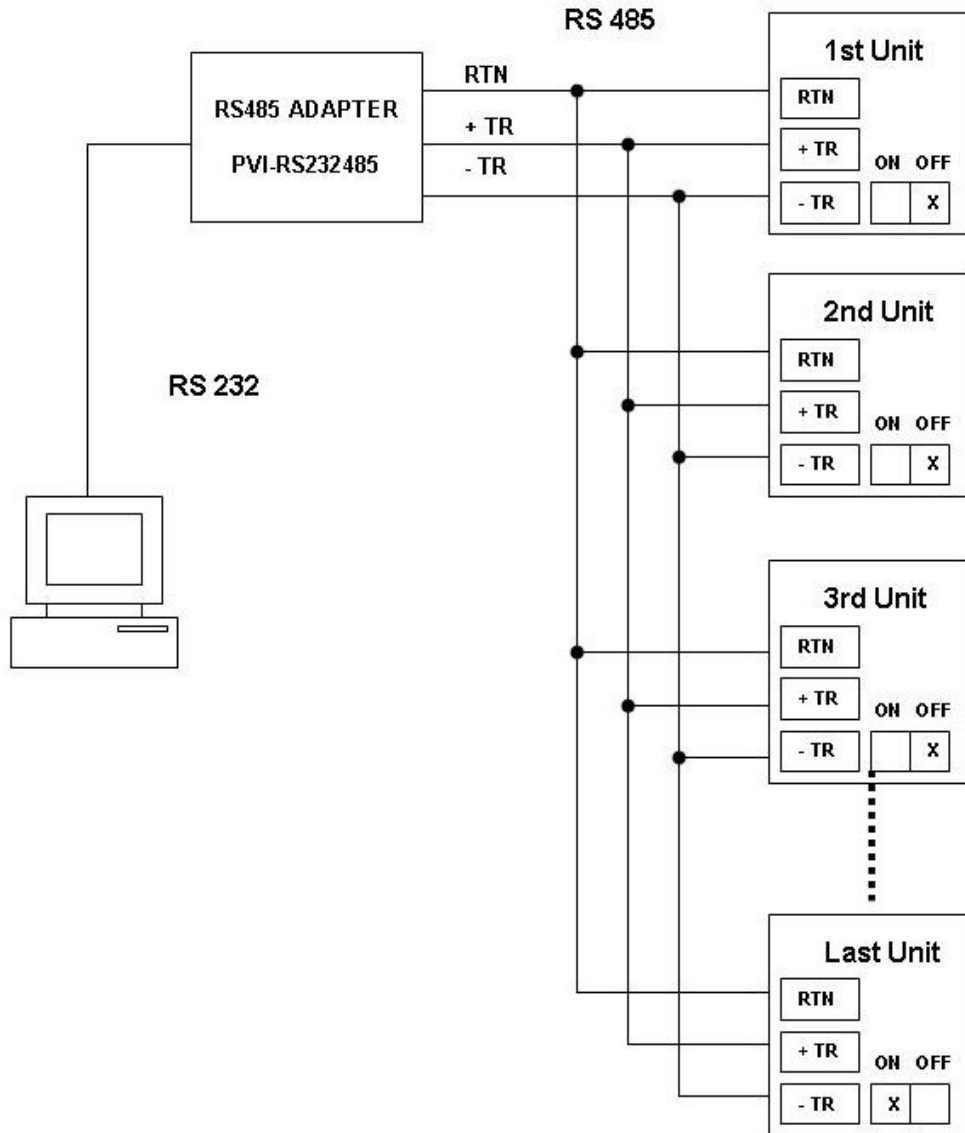 RS 485
RS485 ADAPTER
PVI-RS232485
RTN
+ TR
- TR
1st Unit
RTN
+ TR
ON OFF
- TR
X
2nd Unit
RTN
+ TR
ON OFF
- TR
X
RS 232
3rd Unit
RTN
+ TR
ON OFF
- TR
X
Last Unit
RTN
+ TR
ON OFF
- TR
X